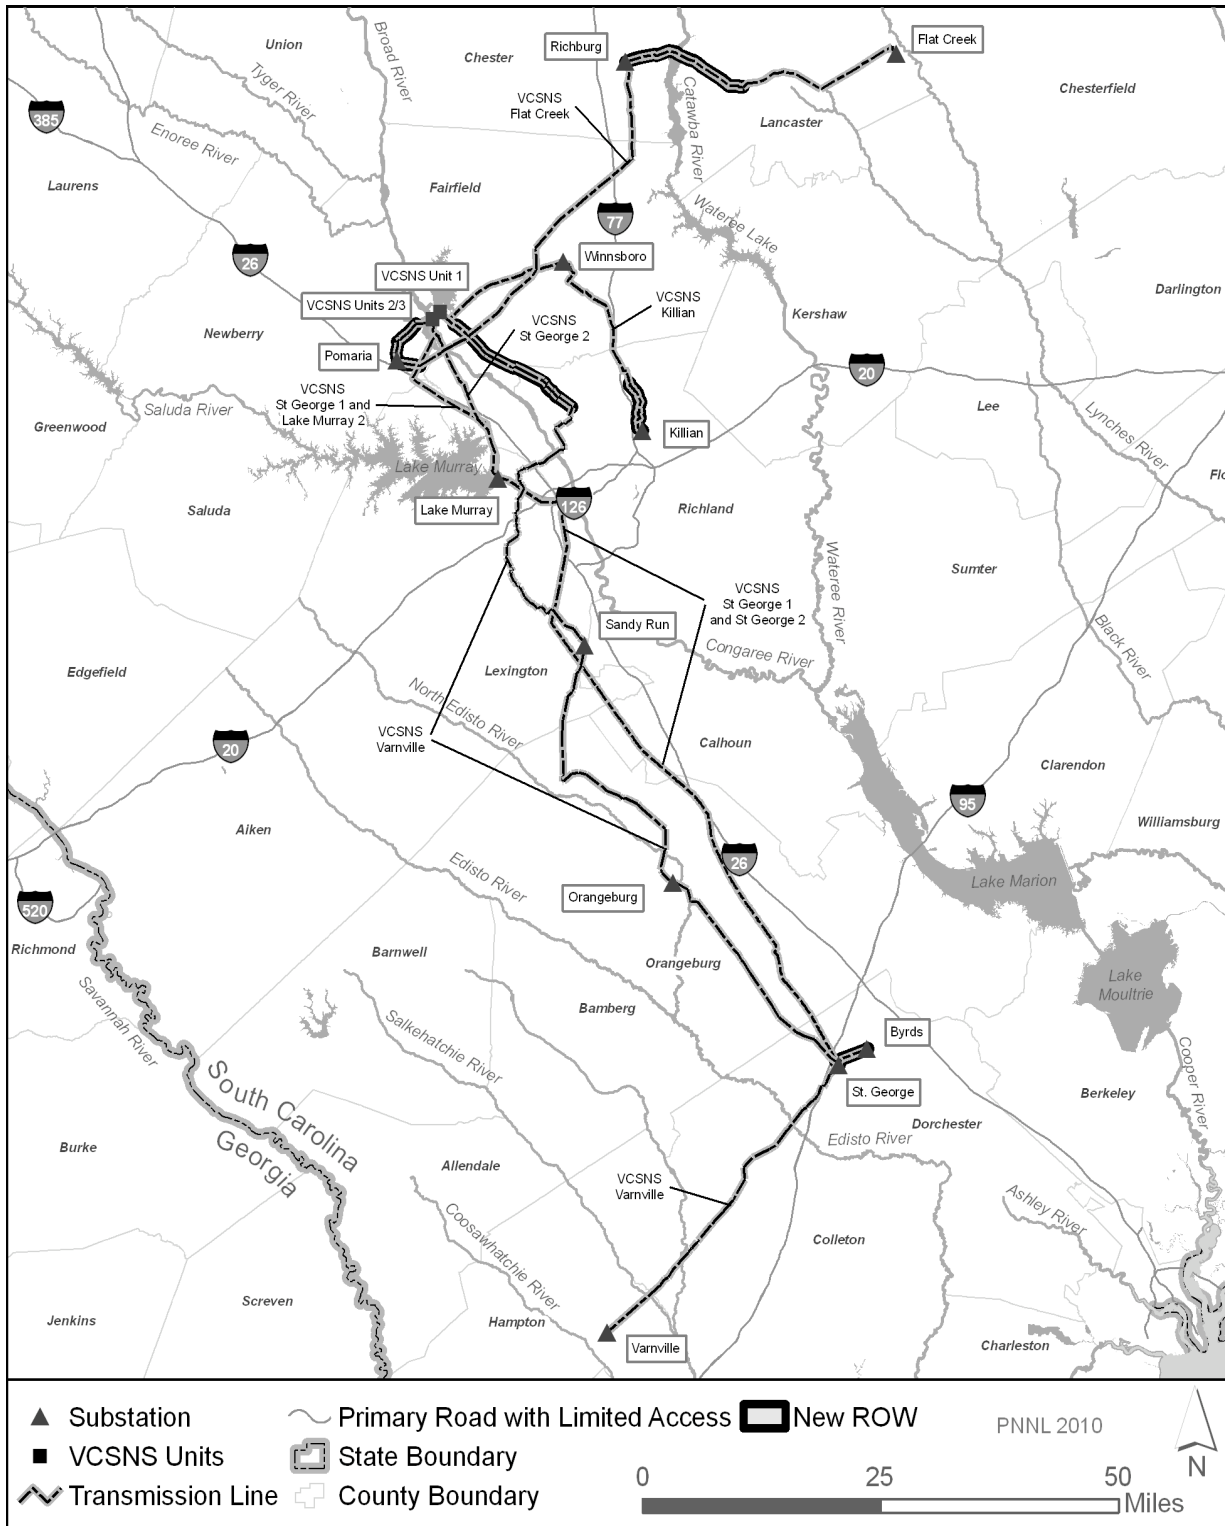 Union
Chester
Richburg
Flat Creek
Broad River
Tyger River
Chesterfield
385
VCSNS
Flat Creek
Catawba River
Lancaster
Enoree River
Laurens
Fairfield
77
Wateree Lake
26
Winnsboro
VCSNS Unit 1
VCSNS Units 2/3
VCSNS
Killian
Darlington
Kershaw
VCSNS
St George 2
Newberry
Pomaria
20
VCSNS
St George 1 and
Lake Murray 2
Saluda River
Lee
Greenwood
Killian
Lynches River
Lake Murray
Flo
126
Lake Murray
Saluda
Richland
Wateree River
Sumter
VCSNS
St George 1
and St George 2
Sandy Run
Black River
Congaree River
Edgefield
Lexington
North Edisto River
VCSNS
Varnville
20
Calhoun
Clarendon
95
Aiken
Williamsburg
Edisto River
26
Lake Marion
Orangeburg
520
Richmond
Barnwell
Orangeburg
Lake
Moultrie
Savannah River
Bamberg
Salkehatchie River
Byrds
Cooper River
South Carolina
Georgia
St. George
Berkeley
Dorchester
Edisto River
Burke
Allendale
VCSNS
Varnville
Coosawhatchie River
Ashley River
Colleton
Screven
Jenkins
Hampton
Varnville
Charleston
Substation
Primary Road with Limited Access
New ROW
PNNL 2010
VCSNS Units
State Boundary
N
Transmission Line
County Boundary
0 25 50
Miles